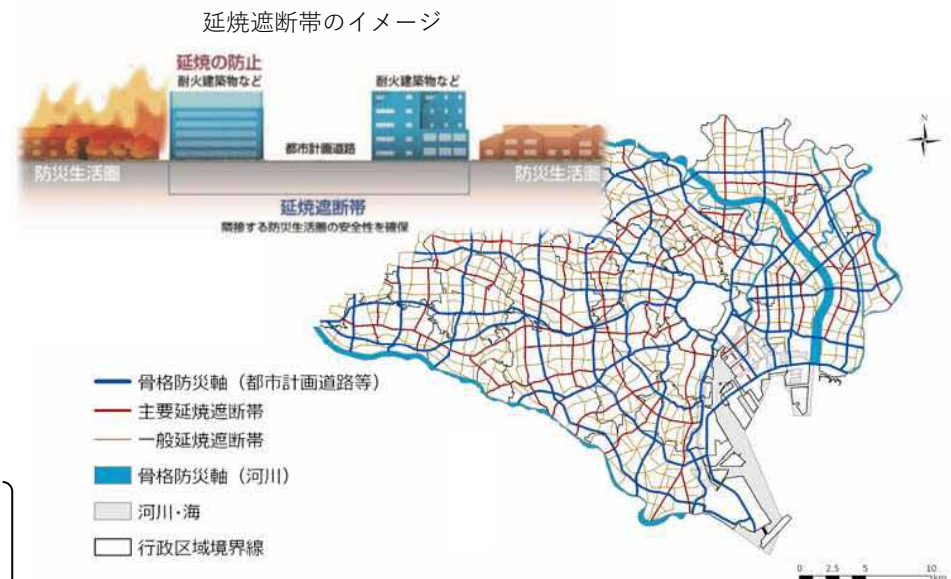 延焼遮断帯のイメージ
延焼の防止
耐火建築物など
耐火建築物など
都市計画道路
防災生活圏
防災生活圏
延焼遮断帯
隣接する防災生活圏の安全性を確保
N
骨格防災軸（都市計画道路等）
主要延焼遮断帯
一般延焼遮断帯
骨格防災軸（河川）
河川・海
行政区域境界線
0 2.5 5 10